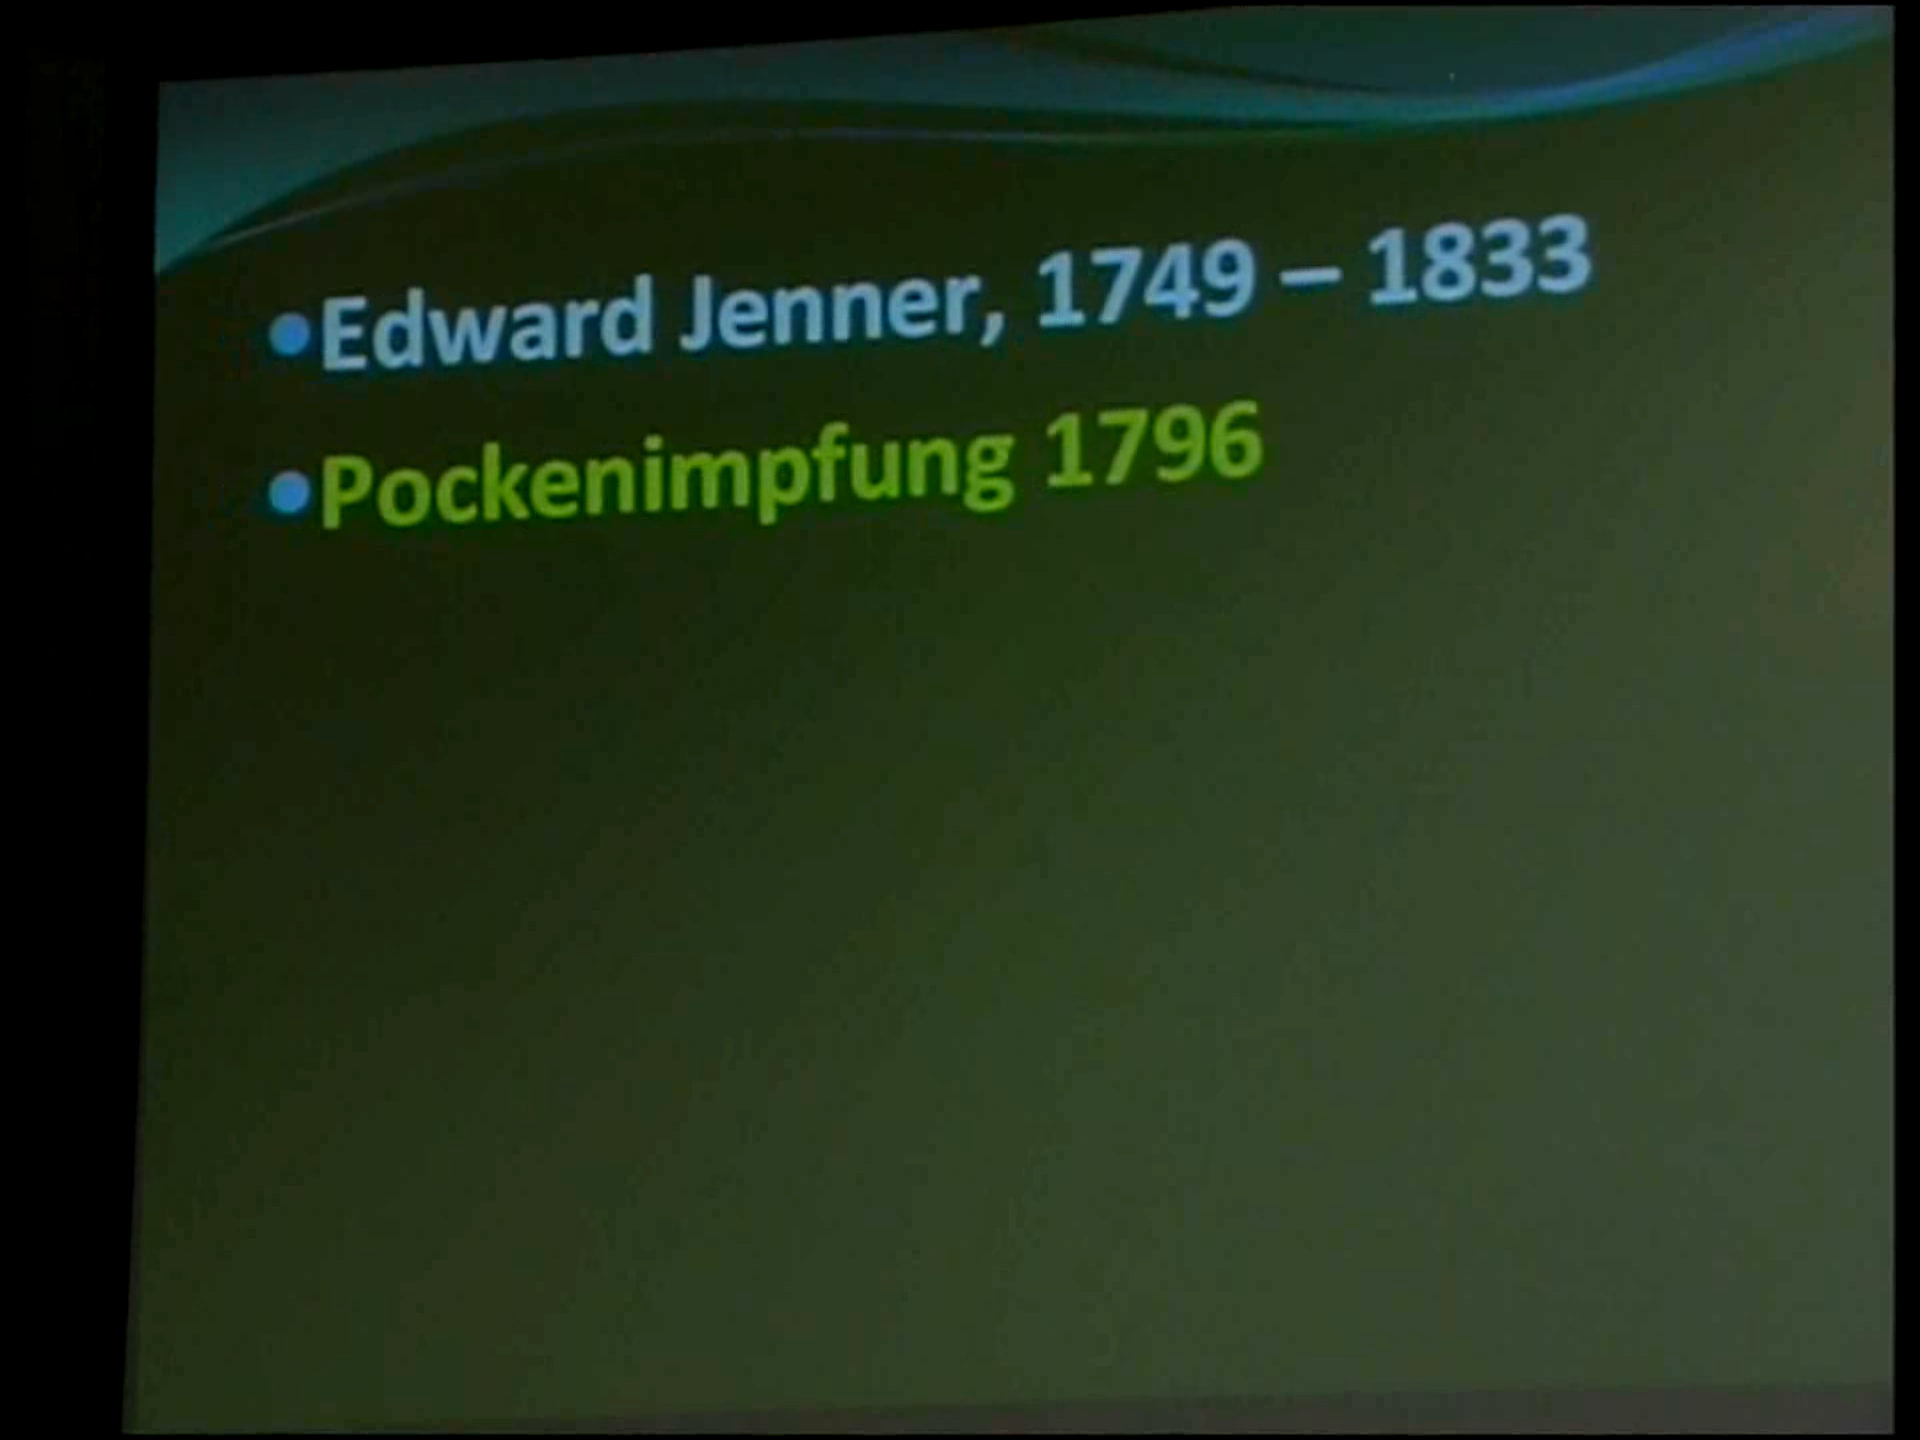 •Edward Jenner, 1749 – 1833
•Pockenimpfung 1796